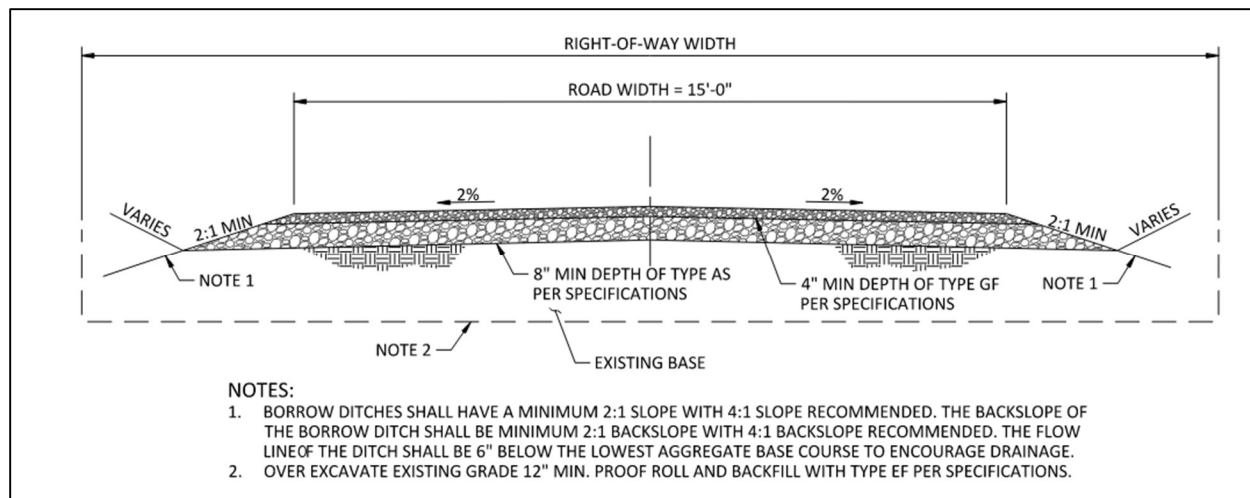 RIGHT-OF-WAY WIDTH
ROAD WIDTH = 15'-0"
2%
2%
VARIES
2:1 MIN
2:1 MIN
VARIES
NOTE 1
8" MIN DEPTH OF TYPE AS
PER SPECIFICATIONS
4" MIN DEPTH OF TYPE GF
PER SPECIFICATIONS
NOTE 1
NOTE 2
EXISTING BASE
NOTES:
1. BORROW DITCHES SHALL HAVE A MINIMUM 2:1 SLOPE WITH 4:1 SLOPE RECOMMENDED. THE BACKSLOPE OF
THE BORROW DITCH SHALL BE MINIMUM 2:1 BACKSLOPE WITH 4:1 BACKSLOPE RECOMMENDED. THE FLOW
LINE OF THE DITCH SHALL BE 6" BELOW THE LOWEST AGGREGATE BASE COURSE TO ENCOURAGE DRAINAGE.
2. OVER EXCAVATE EXISTING GRADE 12" MIN. PROOF ROLL AND BACKFILL WITH TYPE EF PER SPECIFICATIONS.